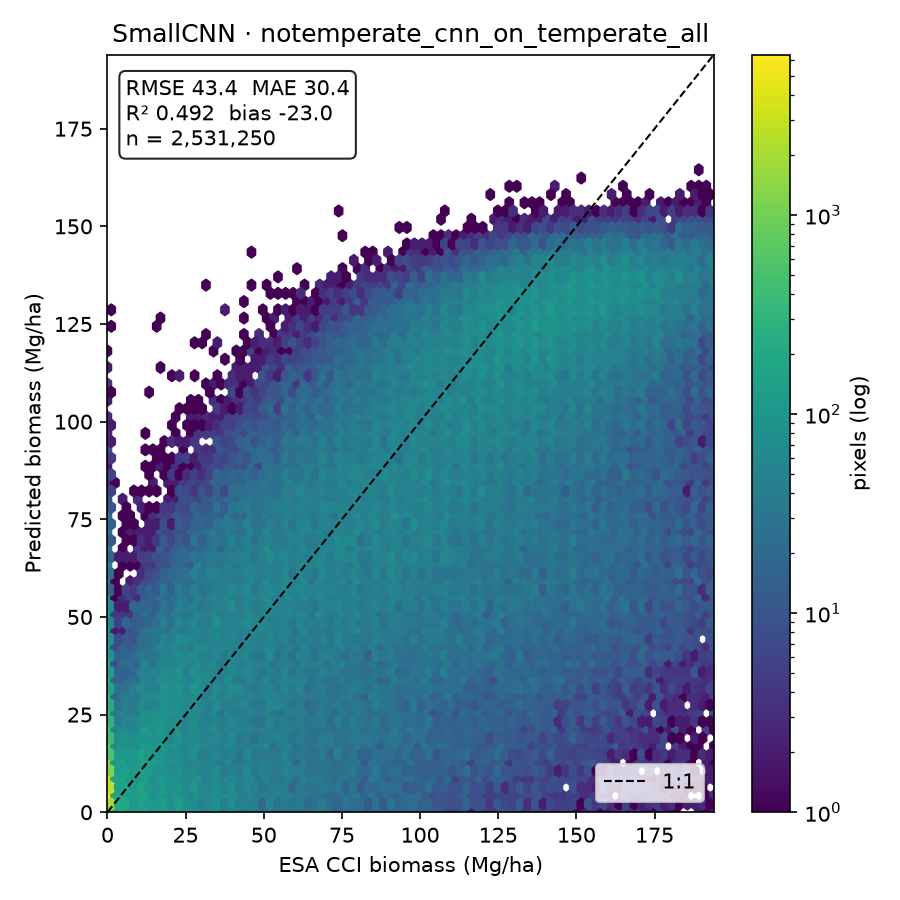 SmallCNN · notemperate_cnn_on_temperate_all
RMSE 43.4 MAE 30.4
R² 0.492 bias -23.0
n = 2,531,250
175
150
125
100
75
50
25
0
Predicted biomass (Mg/ha)
0 25 50 75 100 125 150 175
ESA CCI biomass (Mg/ha)
1:1
10³
10²
10¹
10⁰
pixels (log)